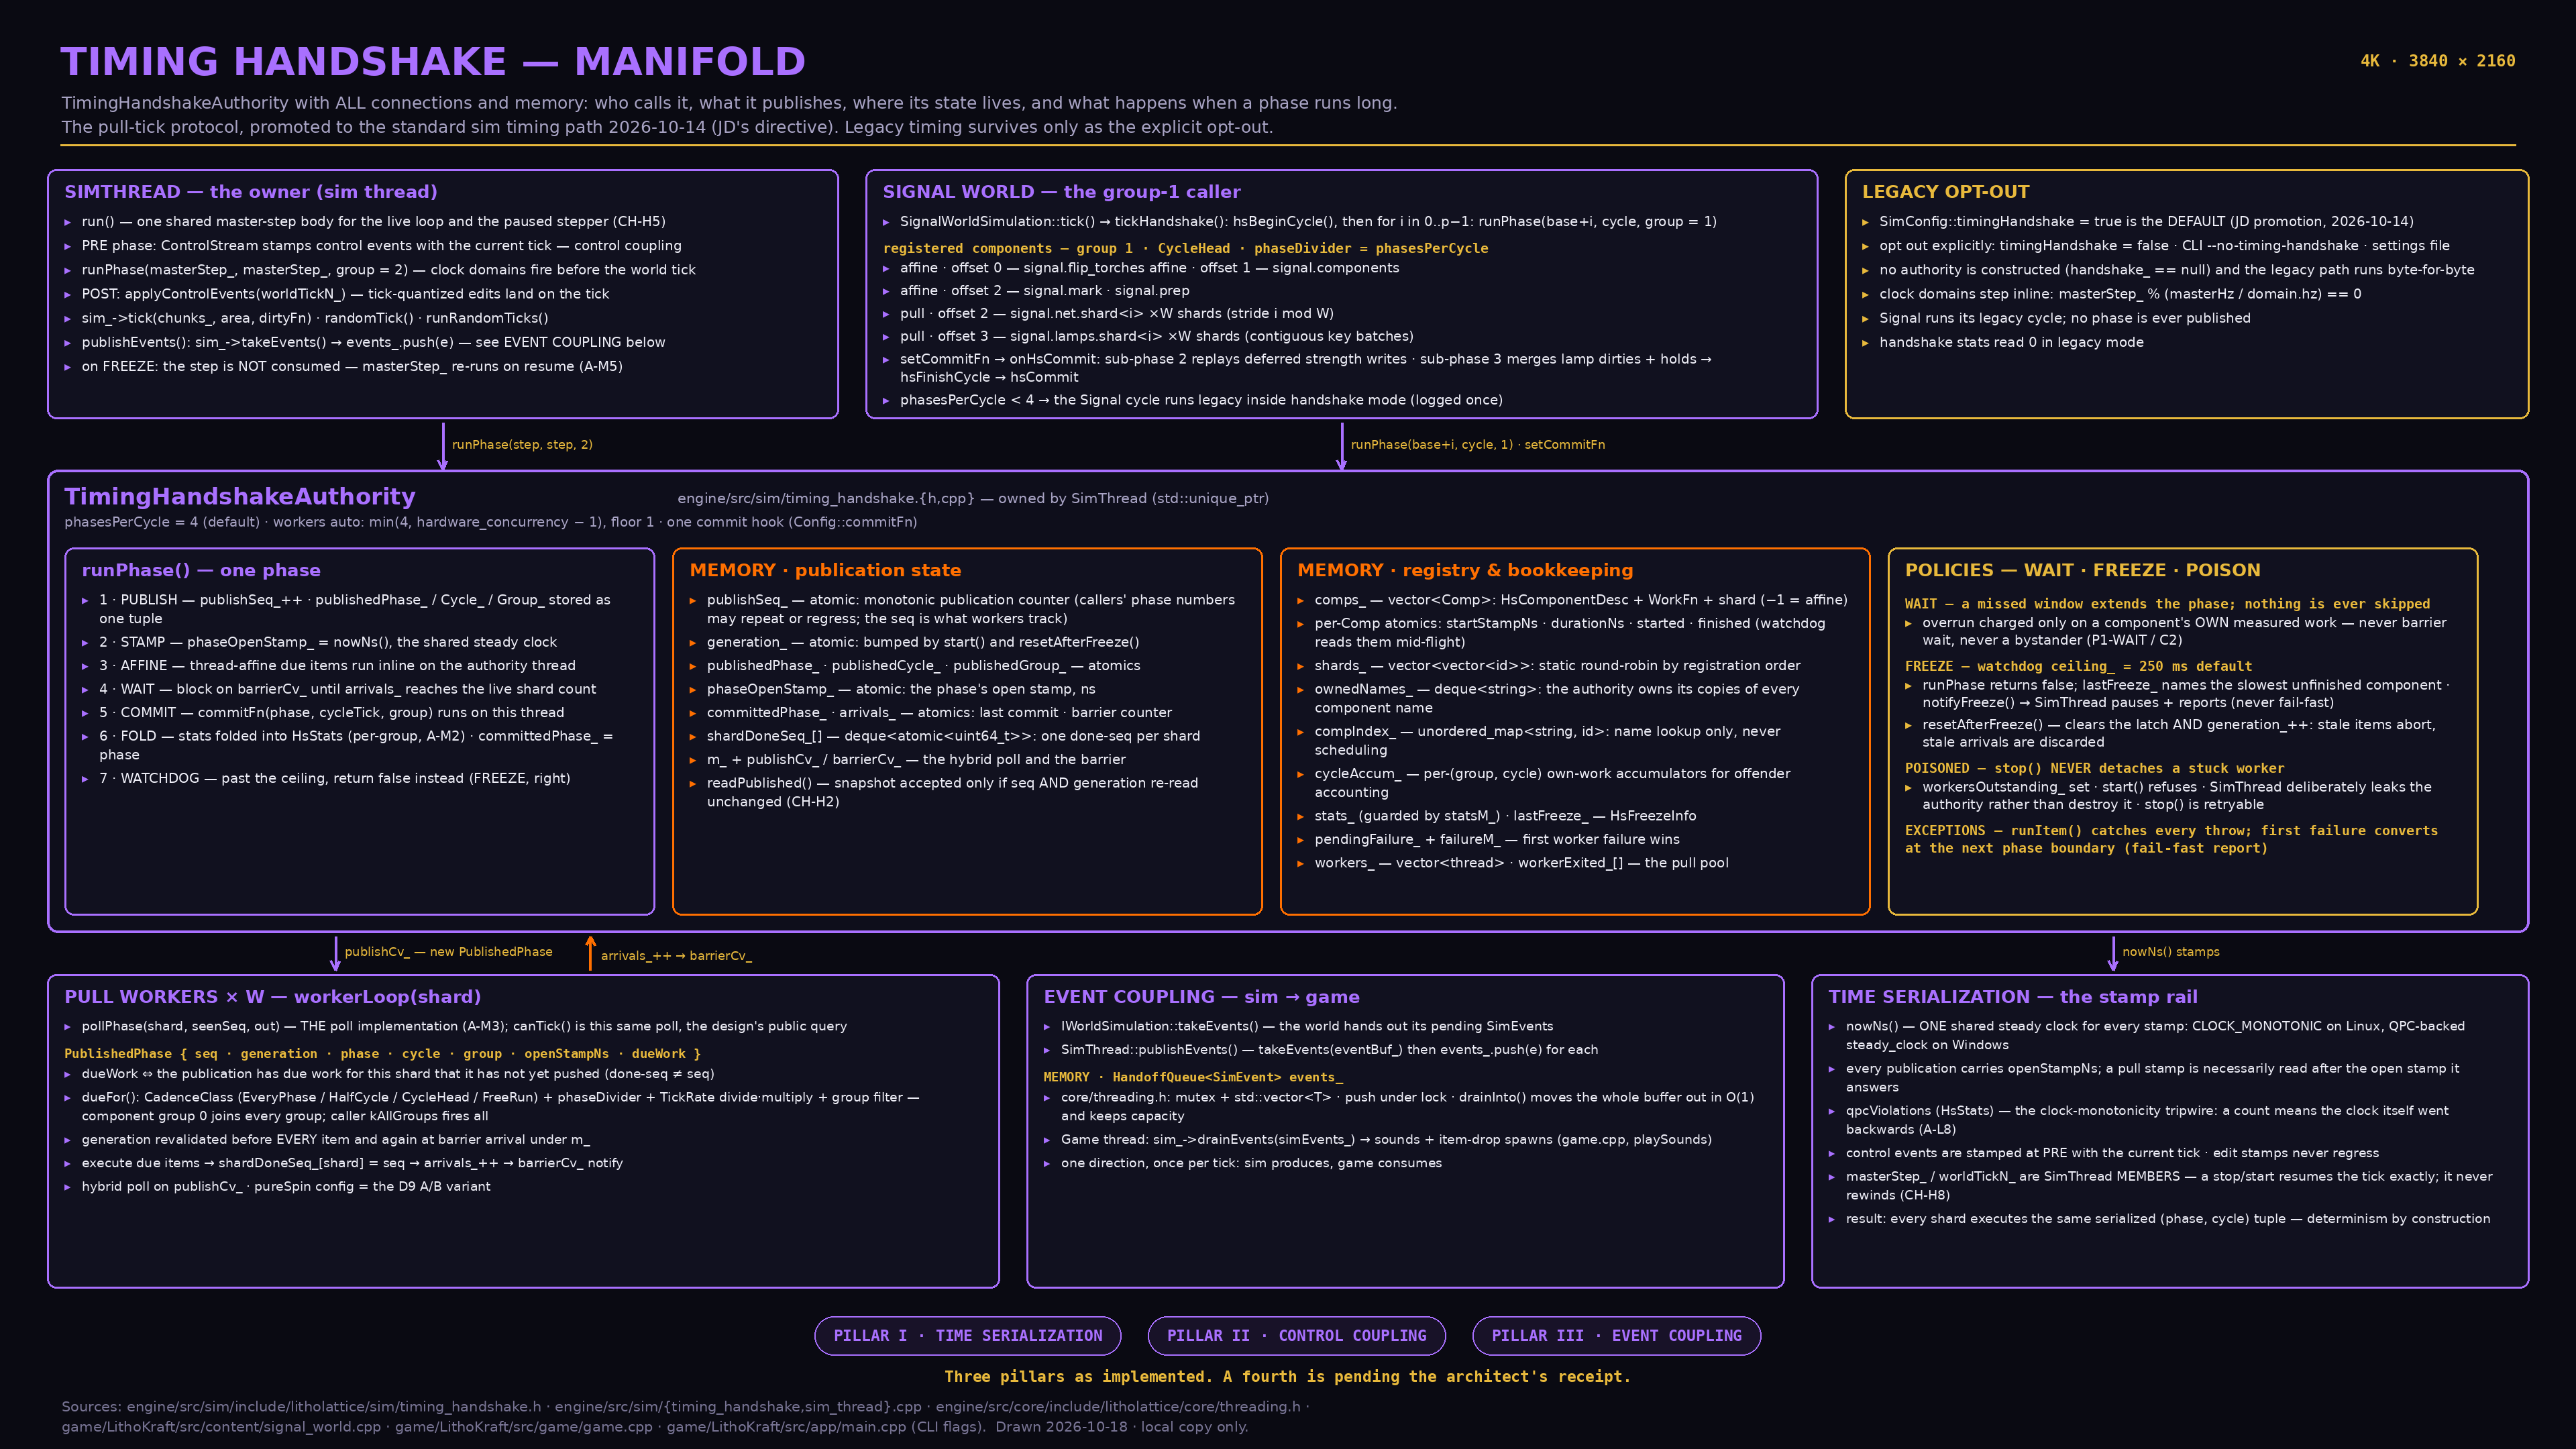 TIMING HANDSHAKE — MANIFOLD
4K · 3840 × 2160
TimingHandshakeAuthority with ALL connections and memory: who calls it, what it publishes, where its state lives, and what happens when a phase runs long.
The pull-tick protocol, promoted to the standard sim timing path 2026-10-14 (JD's directive). Legacy timing survives only as the explicit opt-out.
SIMTHREAD — the owner (sim thread)
▸ run() — one shared master-step body for the live loop and the paused stepper (CH-H5)
▸ PRE phase: ControlStream stamps control events with the current tick — control coupling
▸ runPhase(masterStep_, masterStep_, group = 2) — clock domains fire before the world tick
▸ POST: applyControlEvents(worldTickN_) — tick-quantized edits land on the tick
▸ sim_->tick(chunks_, area, dirtyFn) · randomTick() · runRandomTicks()
▸ publishEvents(): sim_->takeEvents() → events_.push(e) — see EVENT COUPLING below
▸ on FREEZE: the step is NOT consumed — masterStep_ re-runs on resume (A-M5)
SIGNAL WORLD — the group-1 caller
▸ SignalWorldSimulation::tick() → tickHandshake(): hsBeginCycle(), then for i in 0..p−1: runPhase(base+i, cycle, group = 1)
registered components — group 1 · CycleHead · phaseDivider = phasesPerCycle
▸ affine · offset 0 — signal.flip_torches affine · offset 1 — signal.components
▸ affine · offset 2 — signal.mark · signal.prep
▸ pull · offset 2 — signal.net.shard<i> ×W shards (stride i mod W)
▸ pull · offset 3 — signal.lamps.shard<i> ×W shards (contiguous key batches)
▸ setCommitFn → onHsCommit: sub-phase 2 replays deferred strength writes · sub-phase 3 merges lamp dirties + holds →
hsFinishCycle → hsCommit
▸ phasesPerCycle < 4 → the Signal cycle runs legacy inside handshake mode (logged once)
LEGACY OPT-OUT
▸ SimConfig::timingHandshake = true is the DEFAULT (JD promotion, 2026-10-14)
▸ opt out explicitly: timingHandshake = false · CLI --no-timing-handshake · settings file
▸ no authority is constructed (handshake_ == null) and the legacy path runs byte-for-byte
▸ clock domains step inline: masterStep_ % (masterHz / domain.hz) == 0
▸ Signal runs its legacy cycle; no phase is ever published
▸ handshake stats read 0 in legacy mode
runPhase(step, step, 2)
runPhase(base+i, cycle, 1) · setCommitFn
TimingHandshakeAuthority
engine/src/sim/timing_handshake.{h,cpp} — owned by SimThread (std::unique_ptr)
phasesPerCycle = 4 (default) · workers auto: min(4, hardware_concurrency − 1), floor 1 · one commit hook (Config::commitFn)
runPhase() — one phase
▸ 1 · PUBLISH — publishSeq_++ · publishedPhase_ / Cycle_ / Group_ stored as
one tuple
▸ 2 · STAMP — phaseOpenStamp_ = nowNs(), the shared steady clock
▸ 3 · AFFINE — thread-affine due items run inline on the authority thread
▸ 4 · WAIT — block on barrierCv_ until arrivals_ reaches the live shard count
▸ 5 · COMMIT — commitFn(phase, cycleTick, group) runs on this thread
▸ 6 · FOLD — stats folded into HsStats (per-group, A-M2) · committedPhase_ =
phase
▸ 7 · WATCHDOG — past the ceiling, return false instead (FREEZE, right)
MEMORY · publication state
▸ publishSeq_ — atomic: monotonic publication counter (callers' phase numbers
may repeat or regress; the seq is what workers track)
▸ generation_ — atomic: bumped by start() and resetAfterFreeze()
▸ publishedPhase_ · publishedCycle_ · publishedGroup_ — atomics
▸ phaseOpenStamp_ — atomic: the phase's open stamp, ns
▸ committedPhase_ · arrivals_ — atomics: last commit · barrier counter
▸ shardDoneSeq_[] — deque<atomic<uint64_t>>: one done-seq per shard
▸ m_ + publishCv_ / barrierCv_ — the hybrid poll and the barrier
▸ readPublished() — snapshot accepted only if seq AND generation re-read
unchanged (CH-H2)
MEMORY · registry & bookkeeping
▸ comps_ — vector<Comp>: HsComponentDesc + WorkFn + shard (−1 = affine)
▸ per-Comp atomics: startStampNs · durationNs · started · finished (watchdog
reads them mid-flight)
▸ shards_ — vector<vector<id>>: static round-robin by registration order
▸ ownedNames_ — deque<string>: the authority owns its copies of every
component name
▸ compIndex_ — unordered_map<string, id>: name lookup only, never
scheduling
▸ cycleAccum_ — per-(group, cycle) own-work accumulators for offender
accounting
▸ stats_ (guarded by statsM_) · lastFreeze_ — HsFreezeInfo
▸ pendingFailure_ + failureM_ — first worker failure wins
▸ workers_ — vector<thread> · workerExited_[] — the pull pool
POLICIES — WAIT · FREEZE · POISON
WAIT — a missed window extends the phase; nothing is ever skipped
▸ overrun charged only on a component's OWN measured work — never barrier
wait, never a bystander (P1-WAIT / C2)
FREEZE — watchdog ceiling_ = 250 ms default
▸ runPhase returns false; lastFreeze_ names the slowest unfinished component ·
notifyFreeze() → SimThread pauses + reports (never fail-fast)
▸ resetAfterFreeze() — clears the latch AND generation_++: stale items abort,
stale arrivals are discarded
POISONED — stop() NEVER detaches a stuck worker
▸ workersOutstanding_ set · start() refuses · SimThread deliberately leaks the
authority rather than destroy it · stop() is retryable
EXCEPTIONS — runItem() catches every throw; first failure converts
at the next phase boundary (fail-fast report)
publishCv_ — new PublishedPhase
arrivals_++ → barrierCv_
nowNs() stamps
PULL WORKERS × W — workerLoop(shard)
▸ pollPhase(shard, seenSeq, out) — THE poll implementation (A-M3); canTick() is this same poll, the design's public query
PublishedPhase { seq · generation · phase · cycle · group · openStampNs · dueWork }
▸ dueWork ⇔ the publication has due work for this shard that it has not yet pushed (done-seq ≠ seq)
▸ dueFor(): CadenceClass (EveryPhase / HalfCycle / CycleHead / FreeRun) + phaseDivider + TickRate divide·multiply + group filter —
component group 0 joins every group; caller kAllGroups fires all
▸ generation revalidated before EVERY item and again at barrier arrival under m_
▸ execute due items → shardDoneSeq_[shard] = seq → arrivals_++ → barrierCv_ notify
▸ hybrid poll on publishCv_ · pureSpin config = the D9 A/B variant
EVENT COUPLING — sim → game
▸ IWorldSimulation::takeEvents() — the world hands out its pending SimEvents
▸ SimThread::publishEvents() — takeEvents(eventBuf_) then events_.push(e) for each
MEMORY · HandoffQueue<SimEvent> events_
▸ core/threading.h: mutex + std::vector<T> · push under lock · drainInto() moves the whole buffer out in O(1)
and keeps capacity
▸ Game thread: sim_->drainEvents(simEvents_) → sounds + item-drop spawns (game.cpp, playSounds)
▸ one direction, once per tick: sim produces, game consumes
TIME SERIALIZATION — the stamp rail
▸ nowNs() — ONE shared steady clock for every stamp: CLOCK_MONOTONIC on Linux, QPC-backed
steady_clock on Windows
▸ every publication carries openStampNs; a pull stamp is necessarily read after the open stamp it
answers
▸ qpcViolations (HsStats) — the clock-monotonicity tripwire: a count means the clock itself went
backwards (A-L8)
▸ control events are stamped at PRE with the current tick · edit stamps never regress
▸ masterStep_ / worldTickN_ are SimThread MEMBERS — a stop/start resumes the tick exactly; it never
rewinds (CH-H8)
▸ result: every shard executes the same serialized (phase, cycle) tuple — determinism by construction
PILLAR I · TIME SERIALIZATION
PILLAR II · CONTROL COUPLING
PILLAR III · EVENT COUPLING
Three pillars as implemented. A fourth is pending the architect's receipt.
Sources: engine/src/sim/include/litholattice/sim/timing_handshake.h · engine/src/sim/{timing_handshake,sim_thread}.cpp · engine/src/core/include/litholattice/core/threading.h ·
game/LithoKraft/src/content/signal_world.cpp · game/LithoKraft/src/game/game.cpp · game/LithoKraft/src/app/main.cpp (CLI flags). Drawn 2026-10-18 · local copy only.